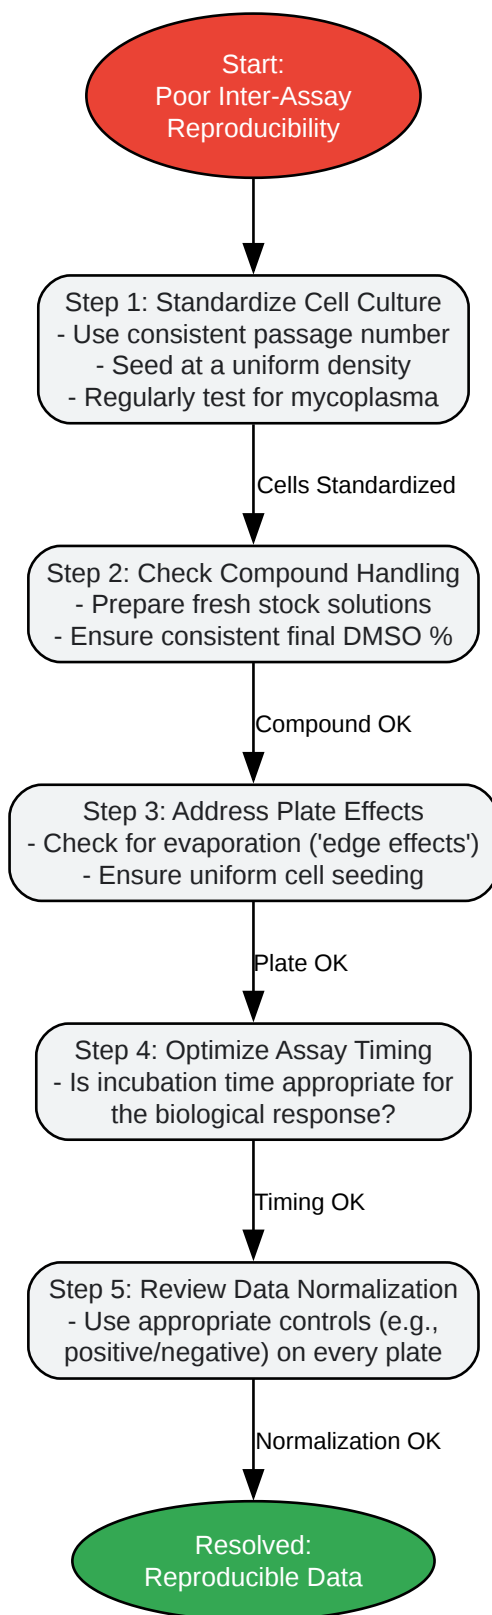 Start:
Poor Inter-Assay
Reproducibility
Step 1: Standardize Cell Culture
- Use consistent passage number
- Seed at a uniform density
- Regularly test for mycoplasma
Cells Standardized
Step 2: Check Compound Handling
- Prepare fresh stock solutions
- Ensure consistent final DMSO %
Compound OK
Step 3: Address Plate Effects
- Check for evaporation ('edge effects')
- Ensure uniform cell seeding
Plate OK
Step 4: Optimize Assay Timing
- Is incubation time appropriate for
the biological response?
Timing OK
Step 5: Review Data Normalization
- Use appropriate controls (e.g.,
positive/negative) on every plate
Normalization OK
Resolved:
Reproducible Data